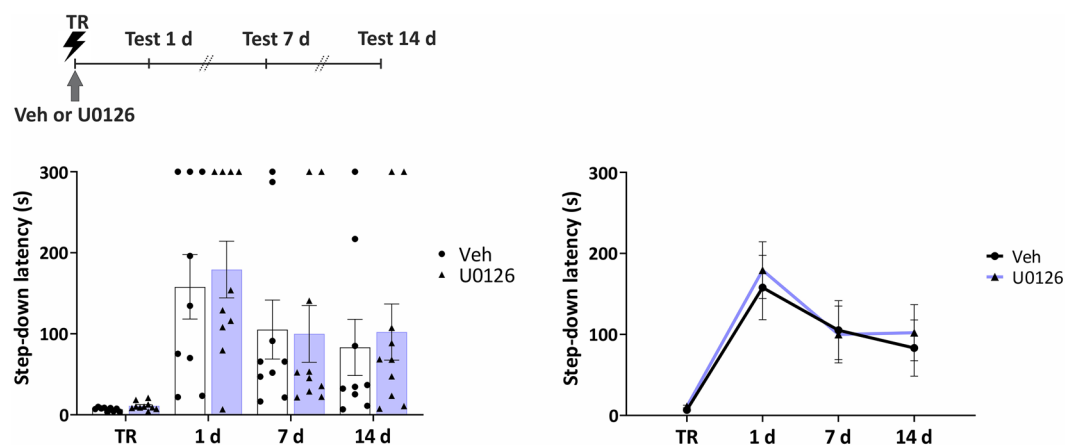 TR
Test 1 d Test 7 d Test 14 d
Veh or U0126
Step-down latency (s)
300
200
100
0
TR 1 d 7 d 14 d
Veh
U0126
Step-down latency (s)
300
200
100
0
TR 1 d 7 d 14 d
Veh
U0126